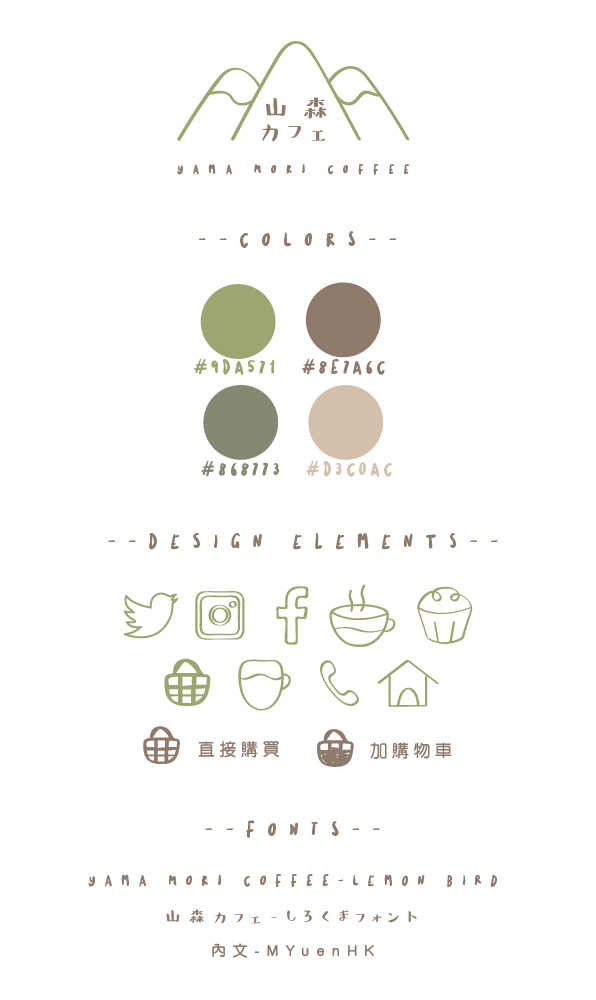 山 森
カフェ
YAMA MORI COFFEE
--COLORS--
#9DA571 #8E7A6C
#868773 #D3C0AC
--DESIGN ELEMENTS--
直接購買 加購物車
--FONTS--
YAMA MORI COFFEE-LEMON BIRD
山森カフェ-しろくまフォント
內文-MYuenHK